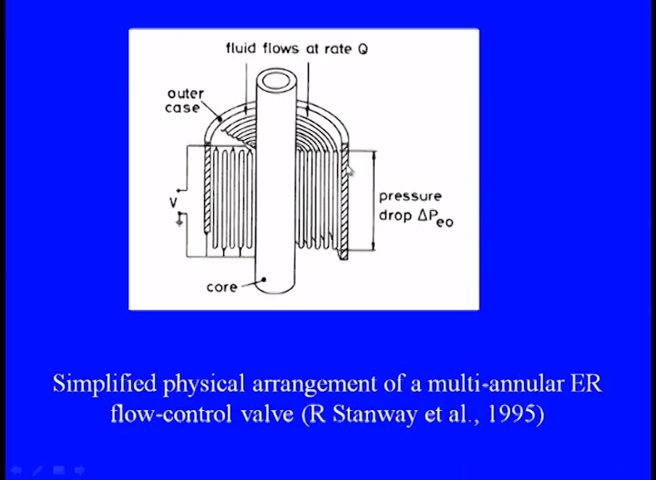 fluid flows at rate Q
outer
case
V
pressure
drop ΔPeo
core
Simplified physical arrangement of a multi-annular ER
flow-control valve (R Stanway et al., 1995)